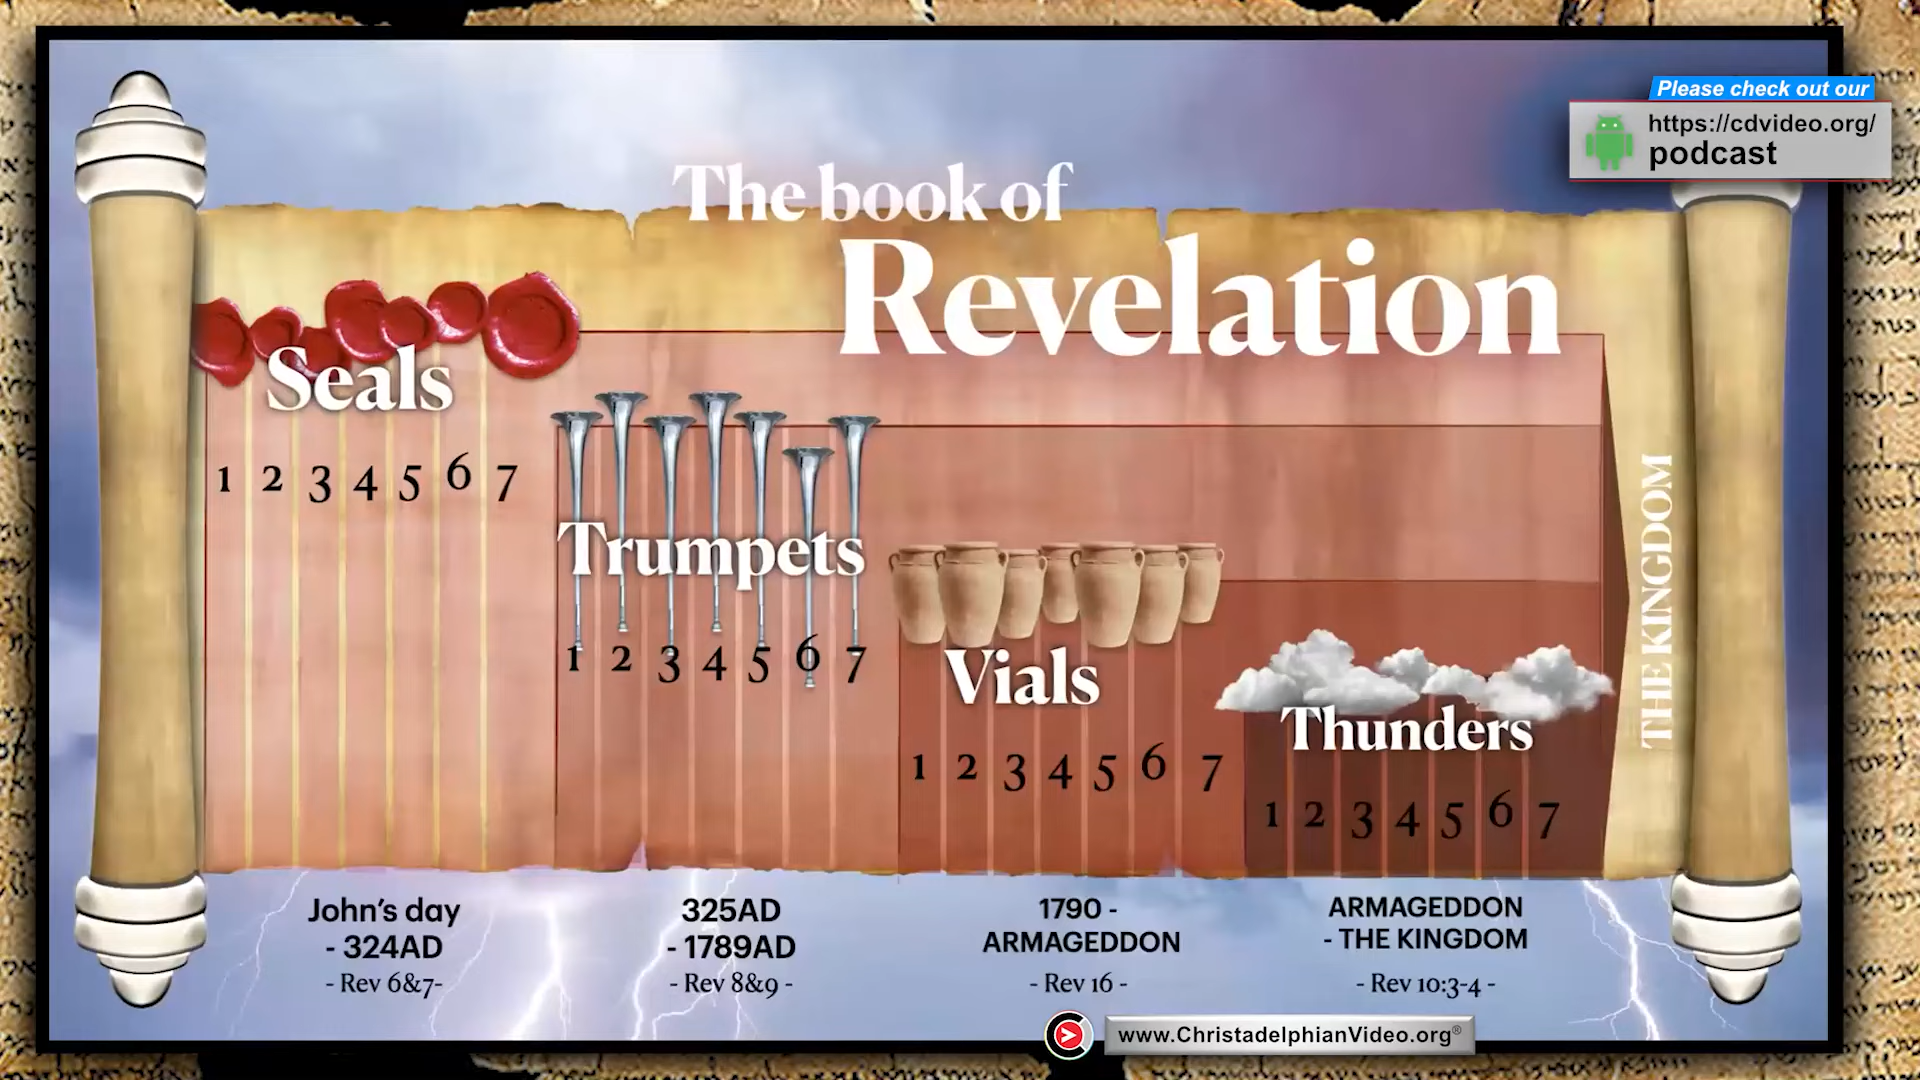 Please check out our
https://cdvideo.org/
podcast
The book of
Revelation
Seals
1 2 3 4 5 6 7
Trumpets
1 2 3 4 5 6 7
Vials
1 2 3 4 5 6 7
Thunders
1 2 3 4 5 6 7
THE KINGDOM
John's day
- 324AD
- Rev 6&7-
325AD
- 1789AD
- Rev 8&9 -
1790 -
ARMAGEDDON
- Rev 16 -
ARMAGEDDON
- THE KINGDOM
- Rev 10:3-4 -
www.ChristadelphianVideo.org®